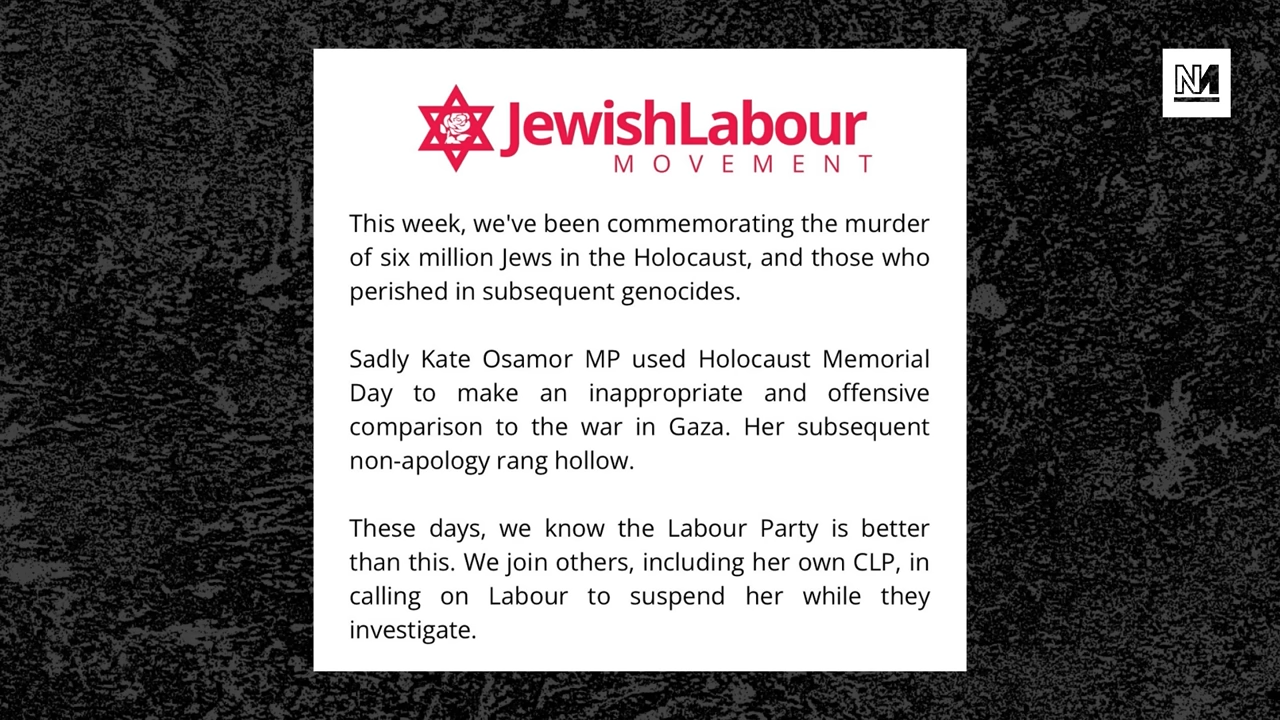 JewishLabour
MOVEMENT
This week, we've been commemorating the murder
of six million Jews in the Holocaust, and those who
perished in subsequent genocides.
Sadly Kate Osamor MP used Holocaust Memorial
Day to make an inappropriate and offensive
comparison to the war in Gaza. Her subsequent
non-apology rang hollow.
These days, we know the Labour Party is better
than this. We join others, including her own CLP, in
calling on Labour to suspend her while they
investigate.